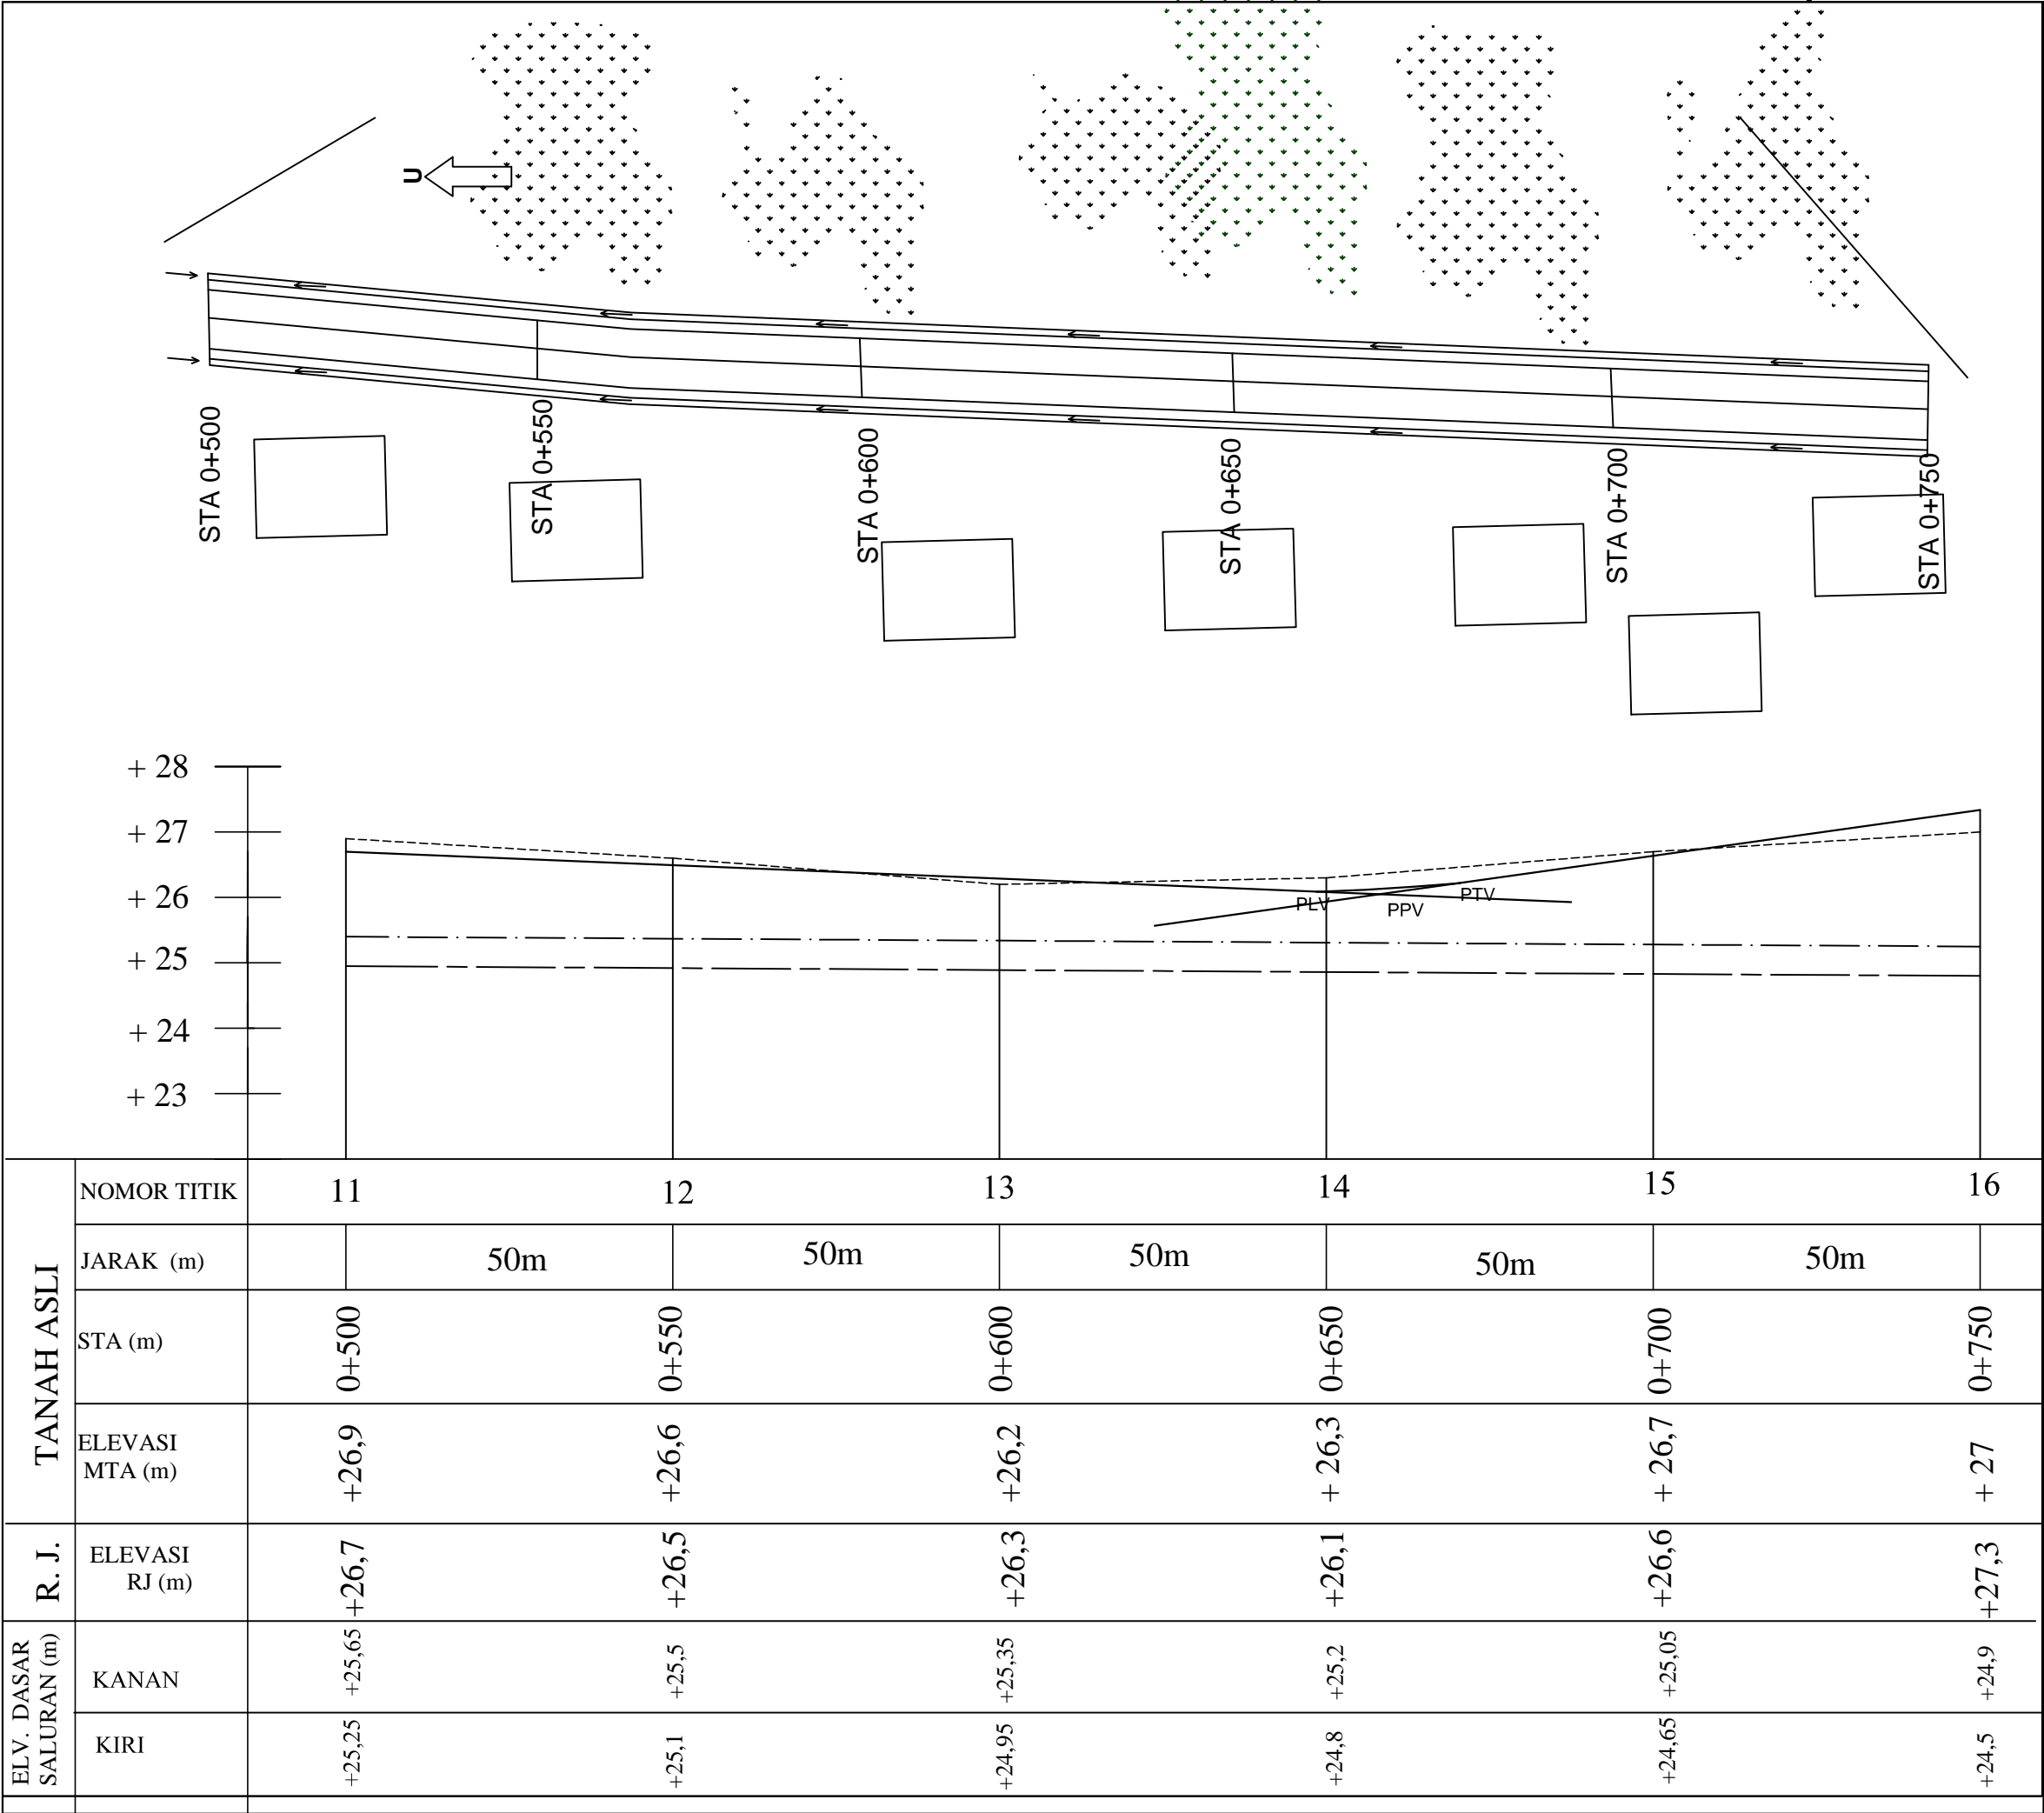 U
STA 0+500
STA 0+550
STA 0+600
STA 0+650
STA 0+700
STA 0+750
+ 28
+ 27
+ 26
+ 25
+ 24
+ 23
PLV
PPV
PTV
TANAH ASLI
NOMOR TITIK 11 12 13 14 15 16
JARAK (m) 50m 50m 50m 50m 50m
STA (m) 0+500 0+550 0+600 0+650 0+700 0+750
ELEVASI
MTA (m) +26,9 +26,6 +26,2 + 26,3 + 26,7 + 27
R. J.
ELEVASI
RJ (m) +26,7 +26,5 +26,3 +26,1 +26,6 +27,3
ELV. DASAR
SALURAN (m)
KANAN +25,65 +25,5 +25,35 +25,2 +25,05 +24,9
KIRI +25,25 +25,1 +24,95 +24,8 +24,65 +24,5